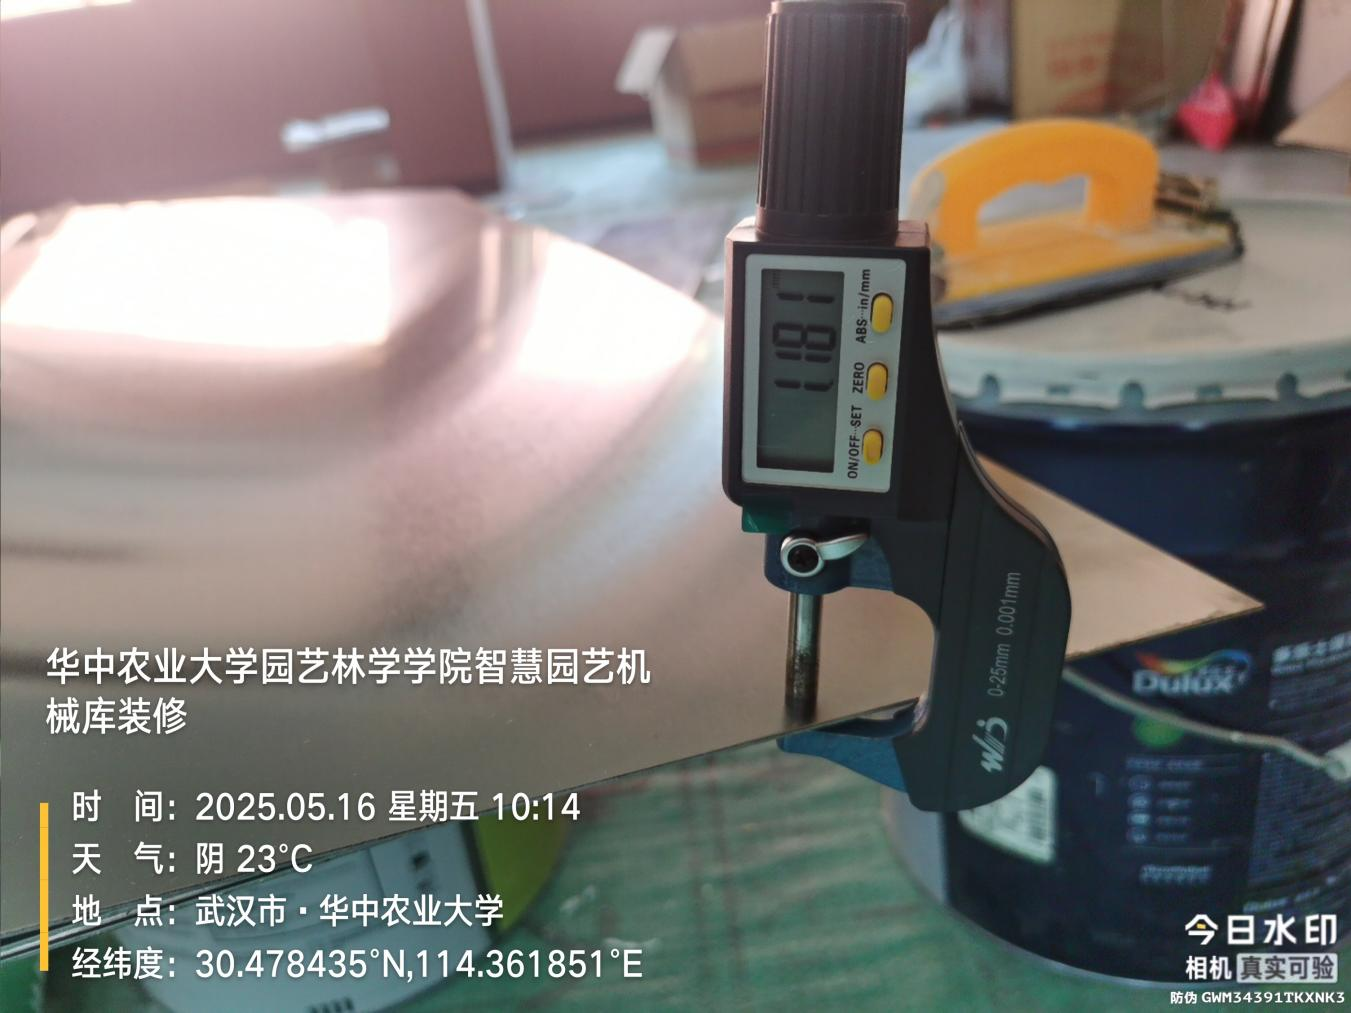 1.181
mm
ABS···in/mm
ZERO
ON/OFF···SET
0-25mm 0.001mm
Dulux
华中农业大学园艺林学学院智慧园艺机
械库装修
时 间：2025.05.16 星期五 10:14
天 气：阴 23°C
地 点：武汉市·华中农业大学
经纬度：30.478435°N,114.361851°E
今日水印
相机 真实可验
防伪 GWM34391TKXNK3